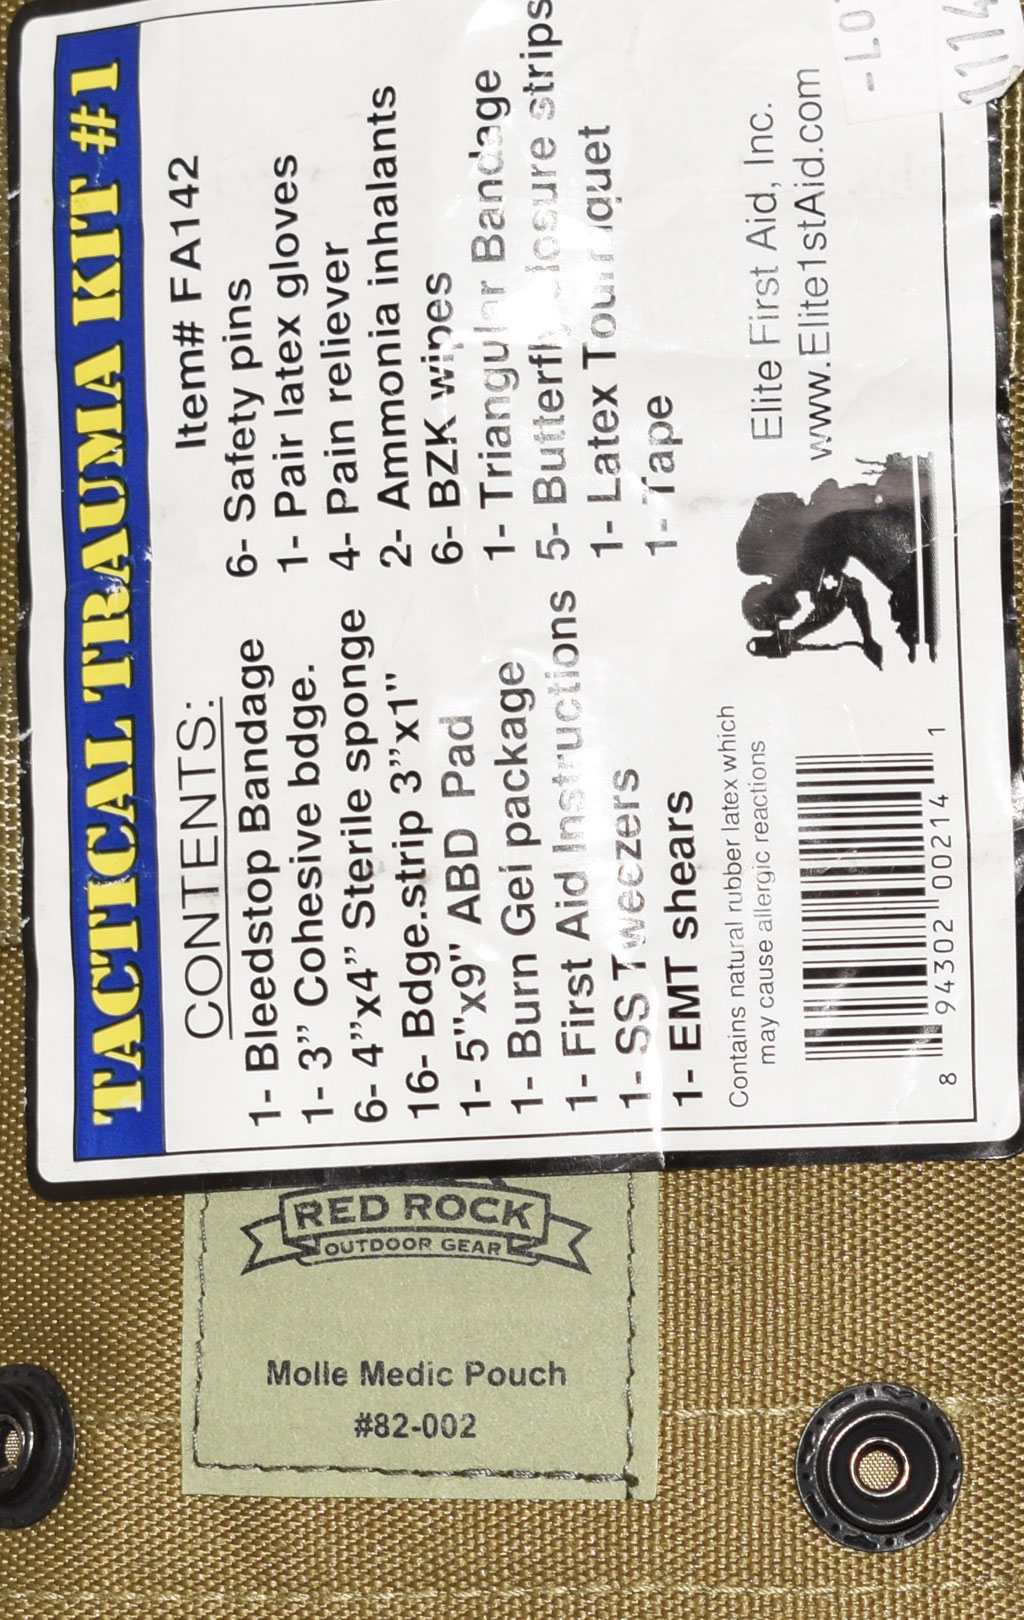 TACTICAL TRAUMA KIT #1
Item# FA142
CONTENTS:
1- Bleedstop Bandage
1- 3" Cohesive bdge.
6- 4"x4" Sterile sponge
16- Bdge.strip 3"x1"
1- 5"x9" ABD Pad
1- Burn Gel package
1- First Aid Instructions
1- SS Tweezers
1- EMT shears
6- Safety pins
1- Pair latex gloves
4- Pain reliever
2- Ammonia inhalants
6- BZK wipes
1- Triangular Bandage
5- Butterfly closure strips
1- Latex Tourniquet
1- Tape
Contains natural rubber latex which
may cause allergic reactions
8 94302 00214 1
Elite First Aid, Inc.
www.Elite1stAid.com
-LOT
1114
RED ROCK
OUTDOOR GEAR
Molle Medic Pouch
#82-002